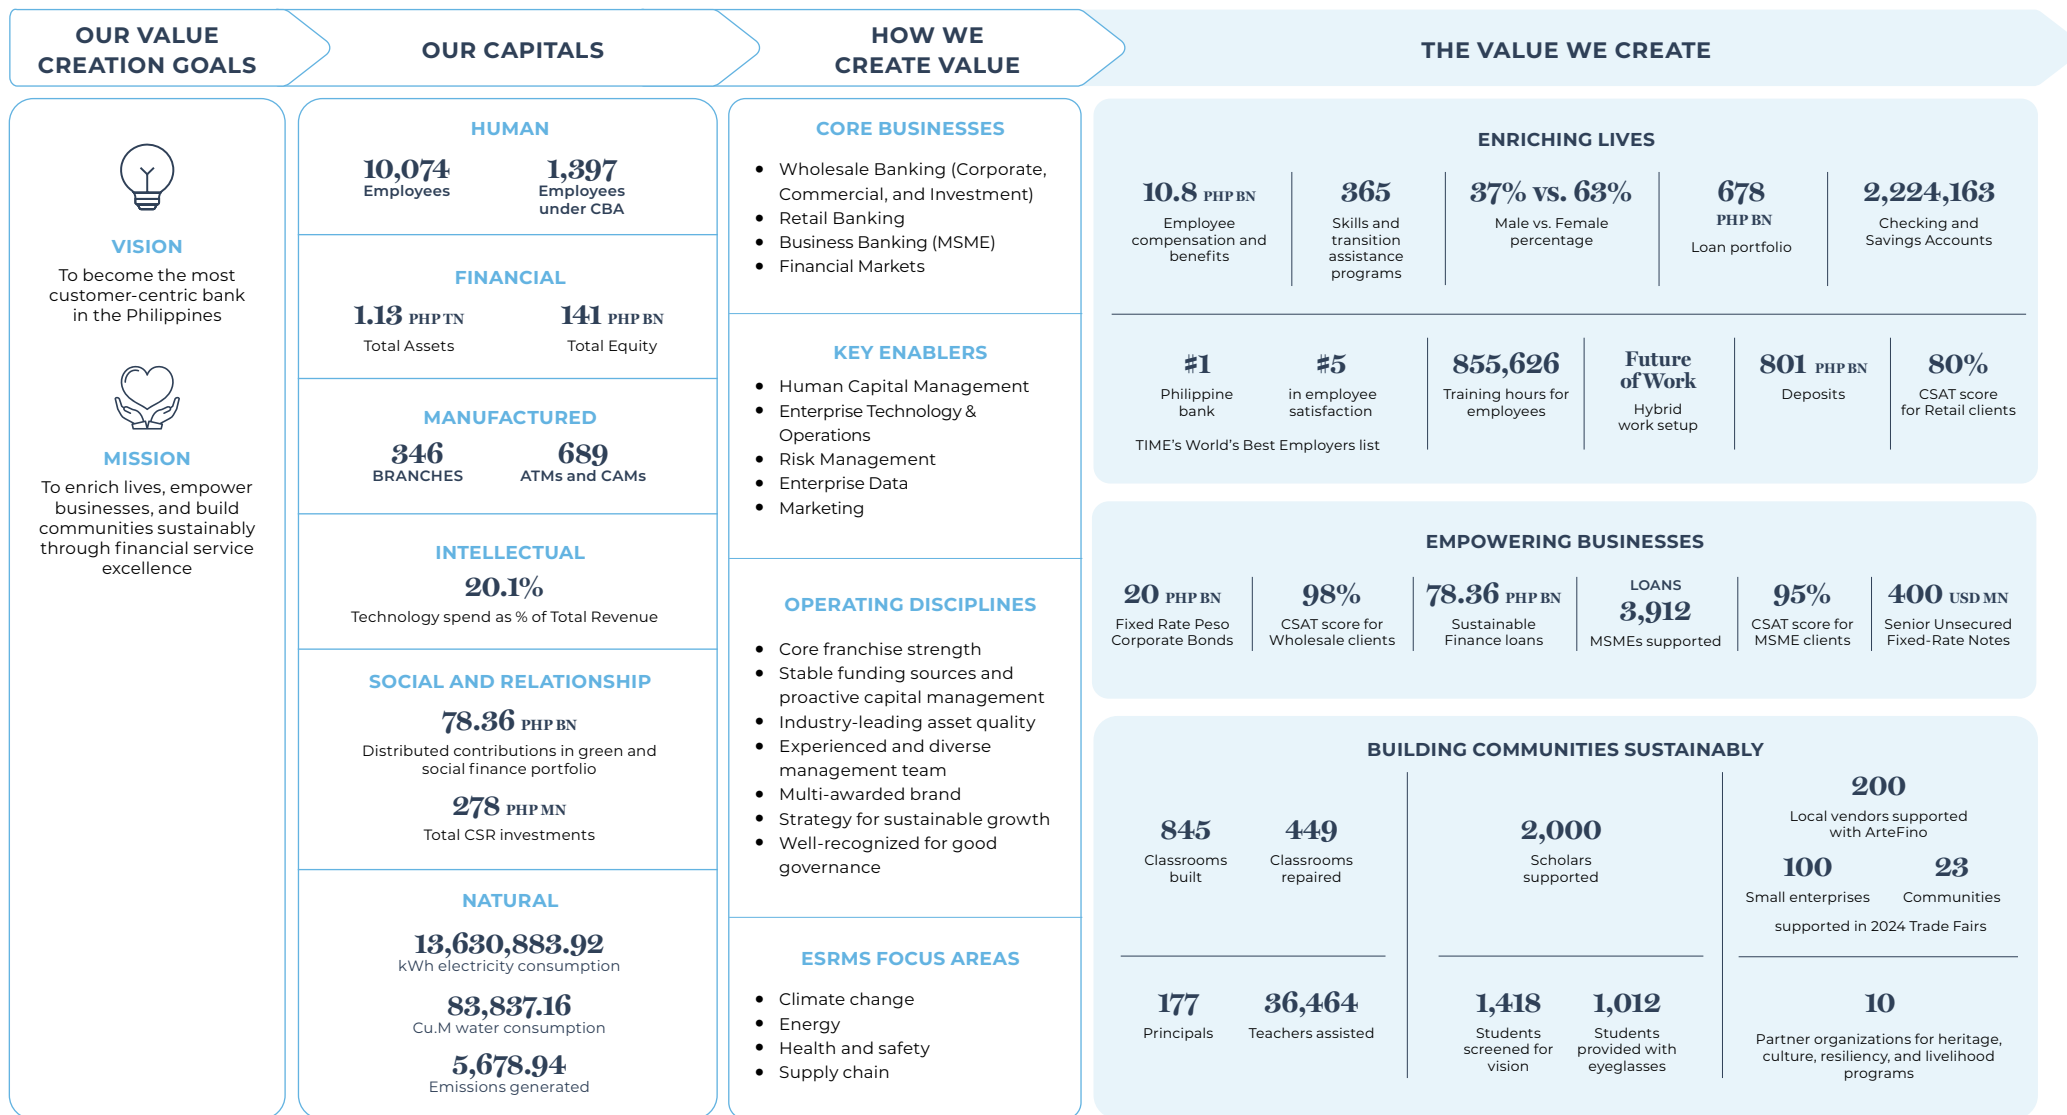 OUR VALUE
CREATION GOALS
OUR CAPITALS
HOW WE
CREATE VALUE
THE VALUE WE CREATE
VISION
To become the most
customer-centric bank
in the Philippines
MISSION
To enrich lives, empower
businesses, and build
communities sustainably
through financial service
excellence
HUMAN
10,074
Employees
1,397
Employees
under CBA
FINANCIAL
1.13 PHP TN
Total Assets
141 PHP BN
Total Equity
MANUFACTURED
346
BRANCHES
689
ATMs and CAMs
INTELLECTUAL
20.1%
Technology spend as % of Total Revenue
SOCIAL AND RELATIONSHIP
78.36 PHP BN
Distributed contributions in green and
social finance portfolio
278 PHP MN
Total CSR investments
NATURAL
13,630,883.92
kWh electricity consumption
83,837.16
Cu.M water consumption
5,678.94
Emissions generated
CORE BUSINESSES
• Wholesale Banking (Corporate,
Commercial, and Investment)
• Retail Banking
• Business Banking (MSME)
• Financial Markets
KEY ENABLERS
• Human Capital Management
• Enterprise Technology &
Operations
• Risk Management
• Enterprise Data
• Marketing
OPERATING DISCIPLINES
• Core franchise strength
• Stable funding sources and
proactive capital management
• Industry-leading asset quality
• Experienced and diverse
management team
• Multi-awarded brand
• Strategy for sustainable growth
• Well-recognized for good
governance
ESRMS FOCUS AREAS
• Climate change
• Energy
• Health and safety
• Supply chain
ENRICHING LIVES
10.8 PHP BN
Employee
compensation and
benefits
365
Skills and
transition
assistance
programs
37% vs. 63%
Male vs. Female
percentage
678
PHP BN
Loan portfolio
2,224,163
Checking and
Savings Accounts
#1
Philippine
bank
#5
in employee
satisfaction
TIME's World's Best Employers list
855,626
Training hours for
employees
Future
of Work
Hybrid
work setup
801 PHP BN
Deposits
80%
CSAT score
for Retail clients
EMPOWERING BUSINESSES
20 PHP BN
Fixed Rate Peso
Corporate Bonds
98%
CSAT score for
Wholesale clients
78.36 PHP BN
Sustainable
Finance loans
LOANS
3,912
MSMEs supported
95%
CSAT score for
MSME clients
400 USD MN
Senior Unsecured
Fixed-Rate Notes
BUILDING COMMUNITIES SUSTAINABLY
845
Classrooms
built
449
Classrooms
repaired
2,000
Scholars
supported
200
Local vendors supported
with ArteFino
100
Small enterprises
23
Communities
supported in 2024 Trade Fairs
177
Principals
36,464
Teachers assisted
1,418
Students
screened for
vision
1,012
Students
provided with
eyeglasses
10
Partner organizations for heritage,
culture, resiliency, and livelihood
programs